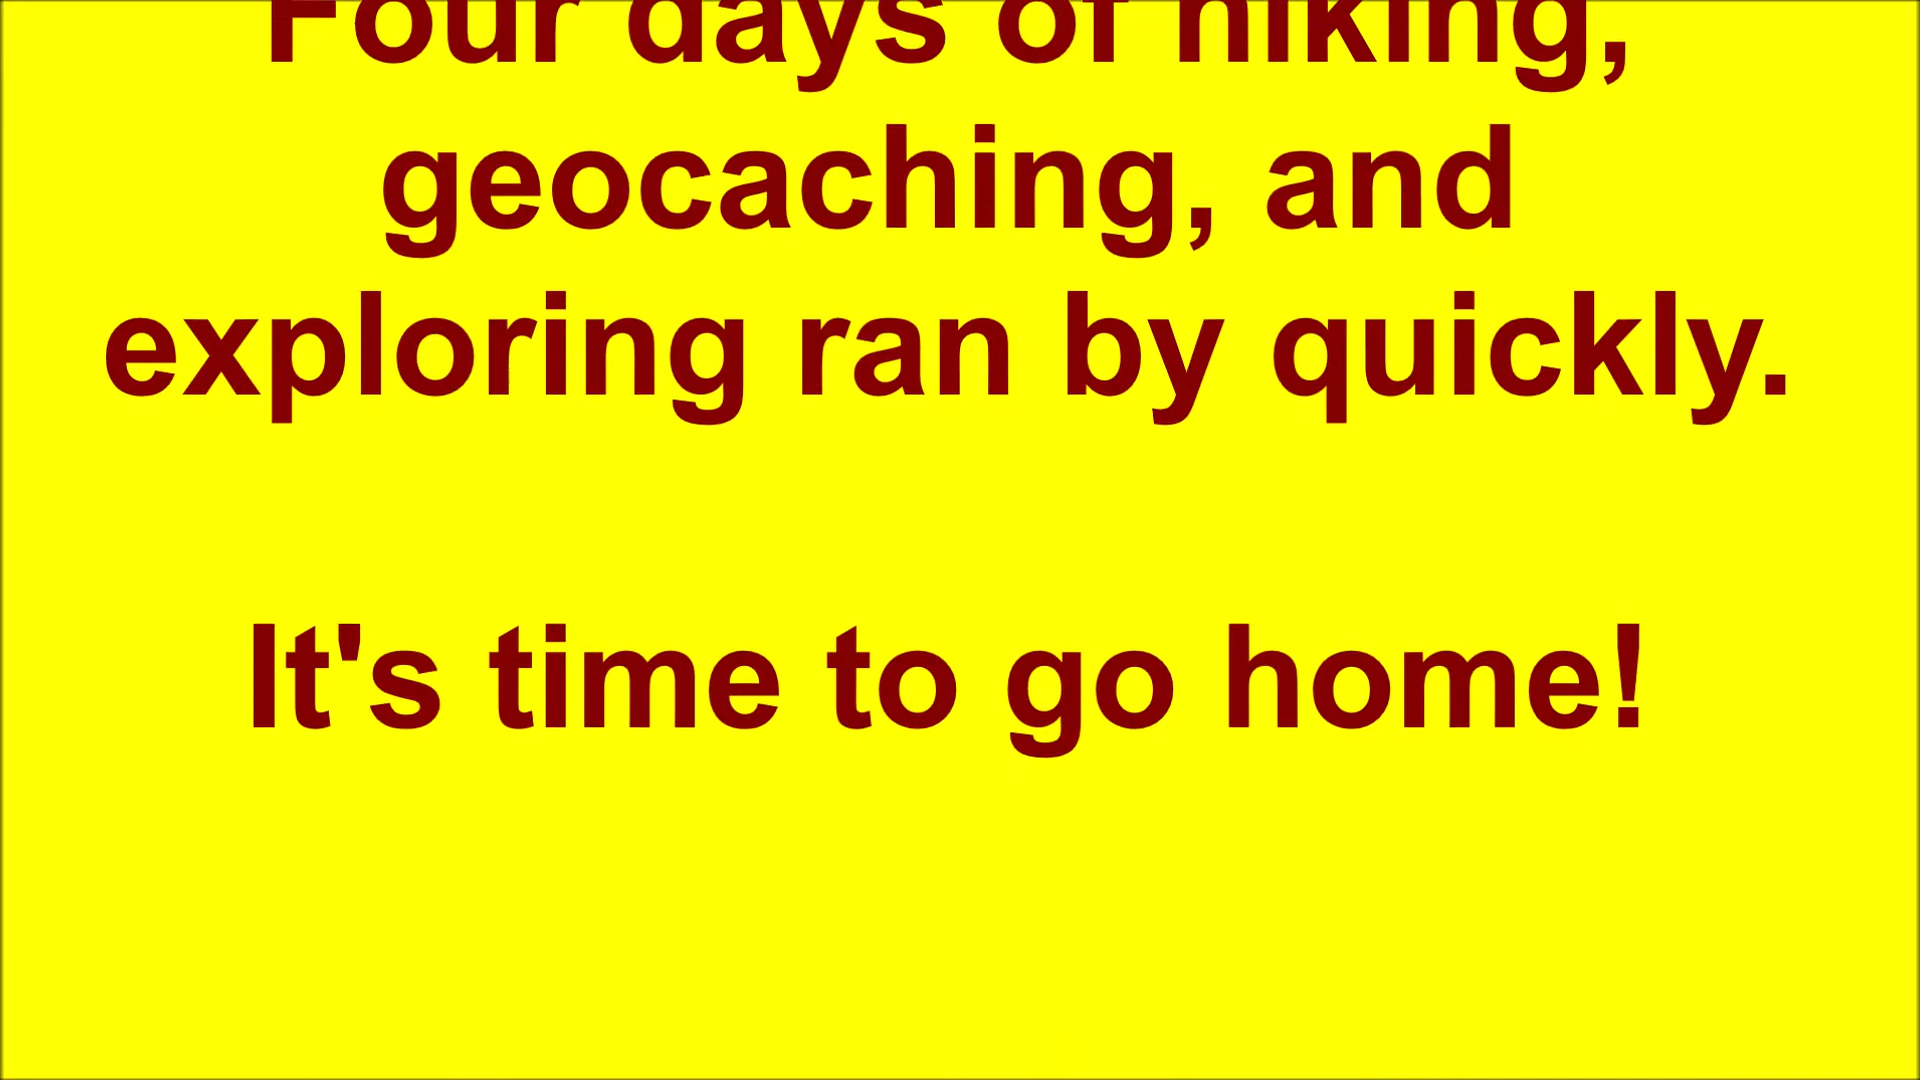 Four days of hiking,
geocaching, and
exploring ran by quickly.
It's time to go home!